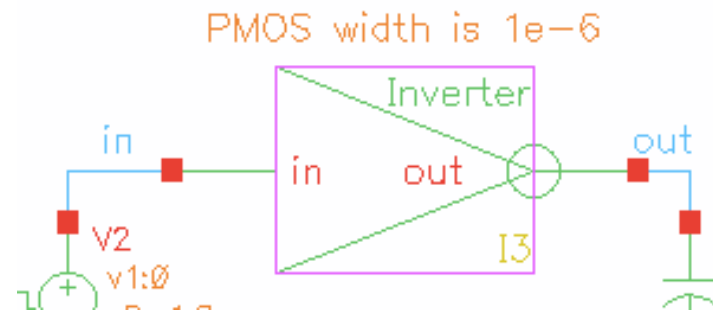 PMOS width is 1e-6
Inverter
in
out
in
out
I3
V2
v1:0